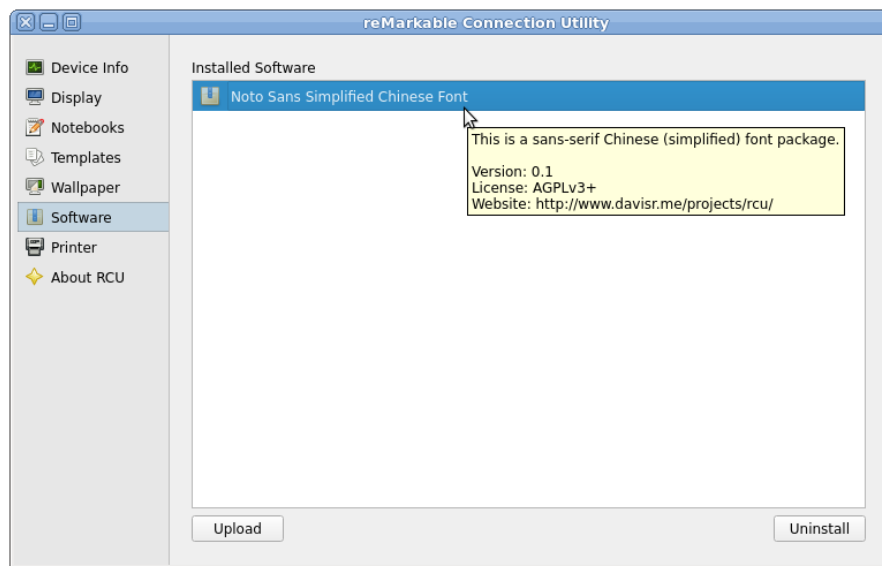 reMarkable Connection Utility
Device Info
Display
Notebooks
Templates
Wallpaper
Software
Printer
About RCU
Installed Software
Noto Sans Simplified Chinese Font
This is a sans-serif Chinese (simplified) font package.
Version: 0.1
License: AGPLv3+
Website: http://www.davisr.me/projects/rcu/
Upload
Uninstall